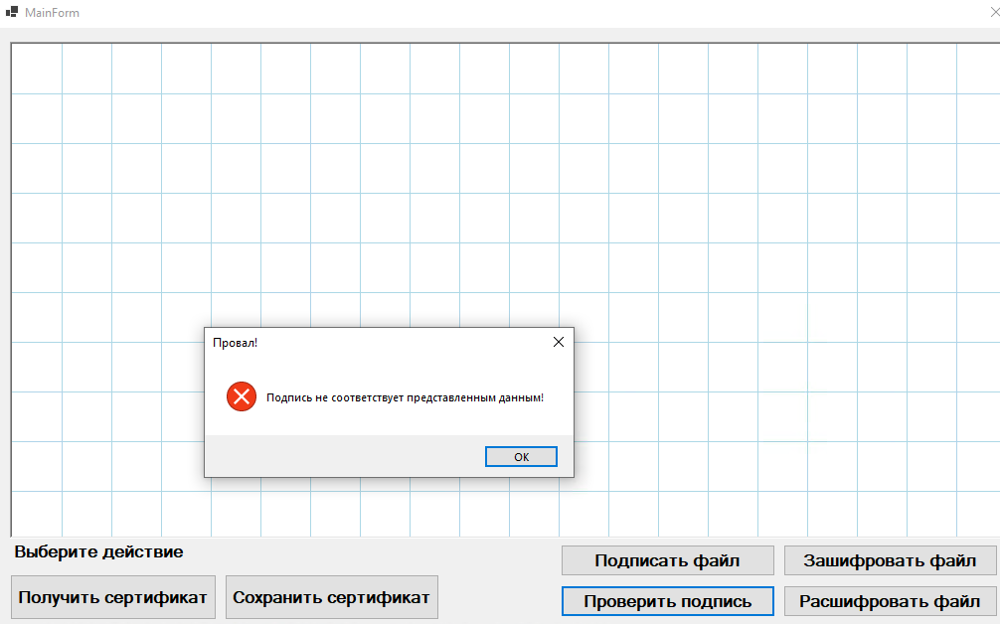 MainForm
Провал!
Подпись не соответствует представленным данным!
OK
Выберите действие
Подписать файл
Зашифровать файл
Получить сертификат
Сохранить сертификат
Проверить подпись
Расшифровать файл